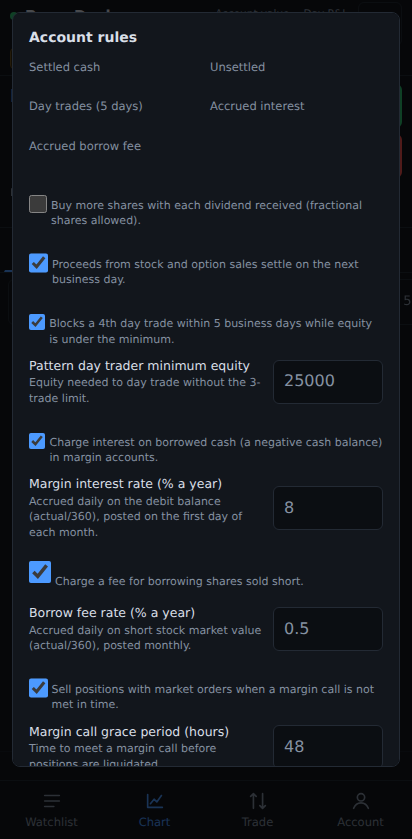 Account rules
Settled cash Unsettled
Day trades (5 days) Accrued interest
Accrued borrow fee
Buy more shares with each dividend received (fractional
shares allowed).
Proceeds from stock and option sales settle on the next
business day.
Blocks a 4th day trade within 5 business days while equity
is under the minimum.
Pattern day trader minimum equity
Equity needed to day trade without the 3-
trade limit.
25000
Charge interest on borrowed cash (a negative cash balance)
in margin accounts.
Margin interest rate (% a year)
Accrued daily on the debit balance
(actual/360), posted on the first day of
each month.
8
Charge a fee for borrowing shares sold short.
Borrow fee rate (% a year)
Accrued daily on short stock market value
(actual/360), posted monthly.
0.5
Sell positions with market orders when a margin call is not
met in time.
Margin call grace period (hours)
Time to meet a margin call before
positions are liquidated.
48
Watchlist Chart Trade Account